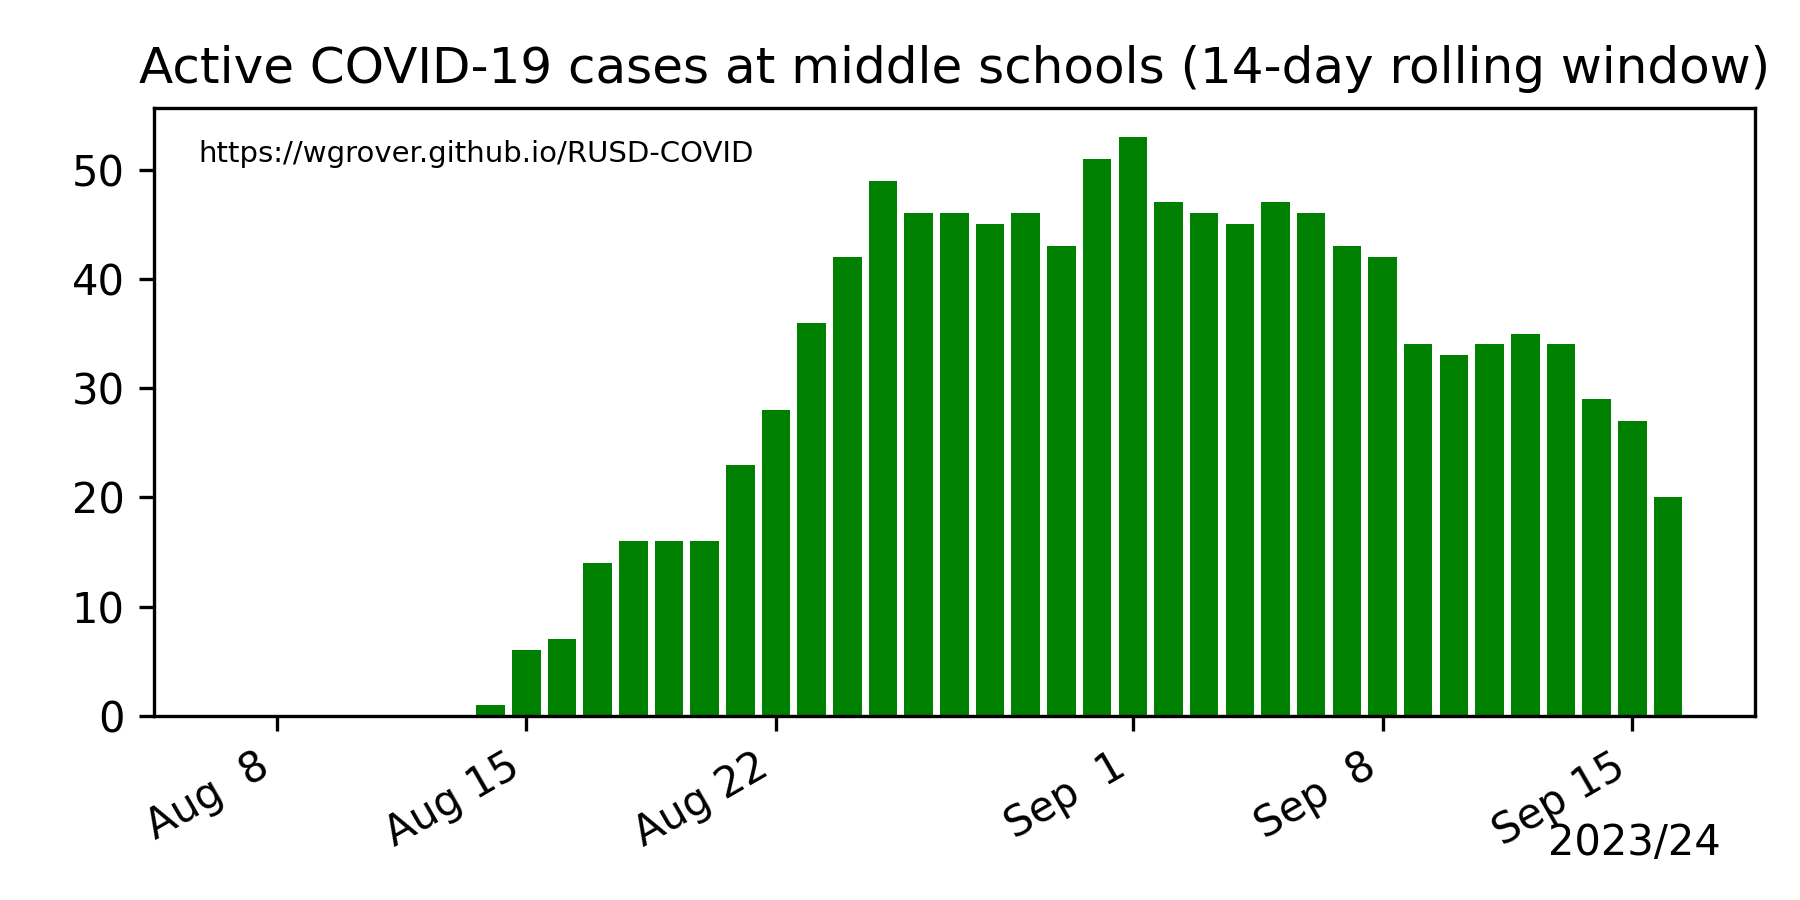 Active COVID-19 cases at middle schools (14-day rolling window)
https://wgrover.github.io/RUSD-COVID
50
40
30
20
10
0
Aug 8
Aug 15
Aug 22
Sep 1
Sep 8
Sep 15
2023/24